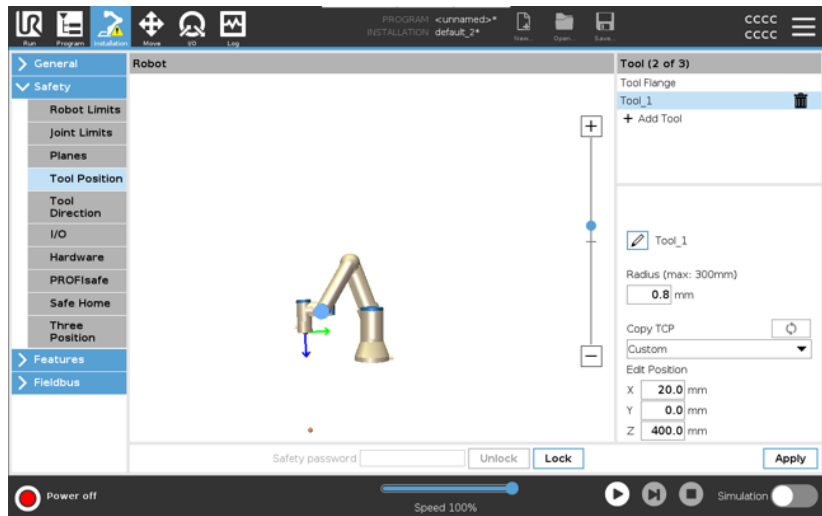 UR
PROGRAM <unnamed>*
INSTALLATION default_2*
Run Program Installation Move I/O Log
New... Open... Save...
CCCC
CCCC
General
Safety
Robot Limits
Joint Limits
Planes
Tool Position
Tool
Direction
I/O
Hardware
PROFIsafe
Safe Home
Three
Position
Features
Fieldbus
Robot
Tool (2 of 3)
Tool Flange
Tool_1
+ Add Tool
Tool_1
Radius (max: 300mm)
0.8 mm
Copy TCP
Custom
Edit Position
X 20.0 mm
Y 0.0 mm
Z 400.0 mm
Safety password Unlock Lock
Apply
Power off
Speed 100%
Simulation